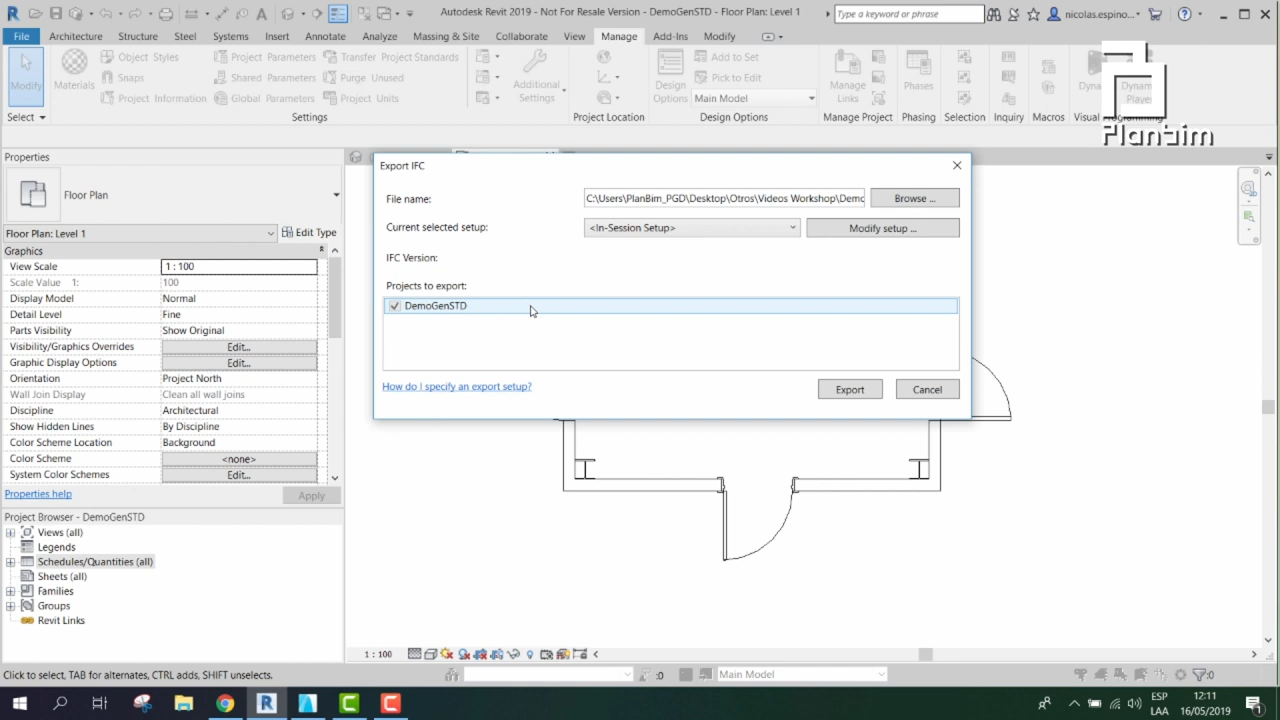 Autodesk Revit 2019 - Not For Resale Version - DemoGenSTD - Floor Plan: Level 1
Type a keyword or phrase
nicolas.espino...
File Architecture Structure Steel Systems Insert Annotate Analyze Massing & Site Collaborate View Manage Add-Ins Modify
Modify
Materials
Object Styles
Snaps
Project Information
Project Parameters
Shared Parameters
Global Parameters
Transfer Project Standards
Purge Unused
Project Units
Additional
Settings
Design
Options
Add to Set
Pick to Edit
Main Model
Manage
Links
Phases
Dynamo
Player
Planbim
Select Settings Project Location Design Options Manage Project Phasing Selection Inquiry Macros Visual Programming
Properties
Floor Plan
Floor Plan: Level 1
Edit Type
Graphics
View Scale 1 : 100
Scale Value 1: 100
Display Model Normal
Detail Level Fine
Parts Visibility Show Original
Visibility/Graphics Overrides Edit...
Graphic Display Options Edit...
Orientation Project North
Wall Join Display Clean all wall joins
Discipline Architectural
Show Hidden Lines By Discipline
Color Scheme Location Background
Color Scheme <none>
System Color Schemes Edit...
Properties help
Apply
Project Browser - DemoGenSTD
Views (all)
Legends
Schedules/Quantities (all)
Sheets (all)
Families
Groups
Revit Links
Export IFC
File name: C:\Users\PlanBim_PGD\Desktop\Otros\Videos Workshop\Demo
Browse ...
Current selected setup: <In-Session Setup>
Modify setup ...
IFC Version:
Projects to export:
DemoGenSTD
How do I specify an export setup?
Export
Cancel
1 : 100
Click to select, TAB for alternates, CTRL adds, SHIFT unselects.
:0
Main Model
:0
ESP
LAA
12:11
16/05/2019
1